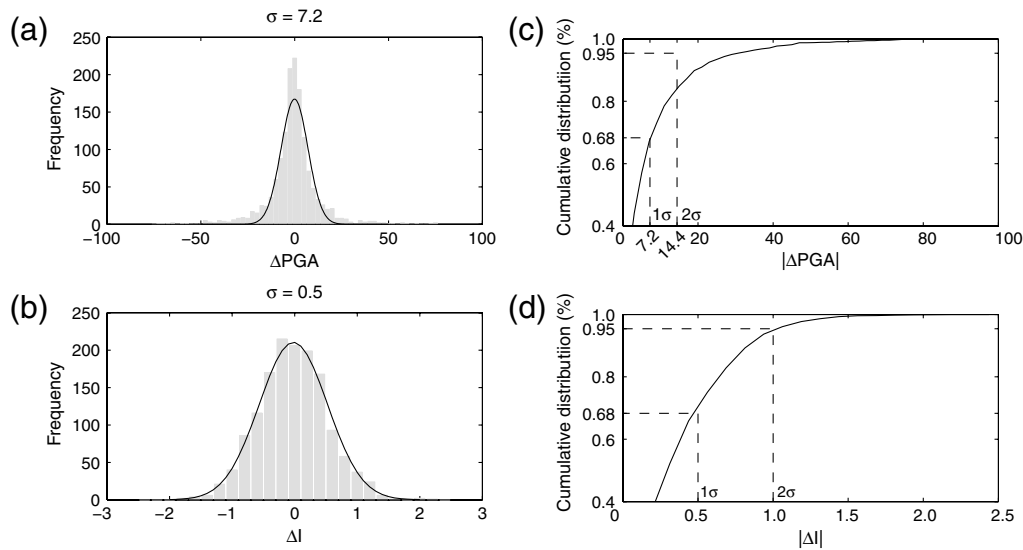 (a)
σ = 7.2
250
200
150
100
50
0
Frequency
−100 −50 0 50 100
ΔPGA
(b)
σ = 0.5
250
200
150
100
50
0
Frequency
−3 −2 −1 0 1 2 3
ΔI
(c)
1.0
0.95
0.8
0.68
0.6
0.4
Cumulative distributiion (%)
1σ 2σ
0 7.2 14.4 20 40 60 80 100
|ΔPGA|
(d)
1.0
0.95
0.8
0.68
0.6
0.4
Cumulative distributiion (%)
1σ 2σ
0 0.5 1.0 1.5 2.0 2.5
|ΔI|